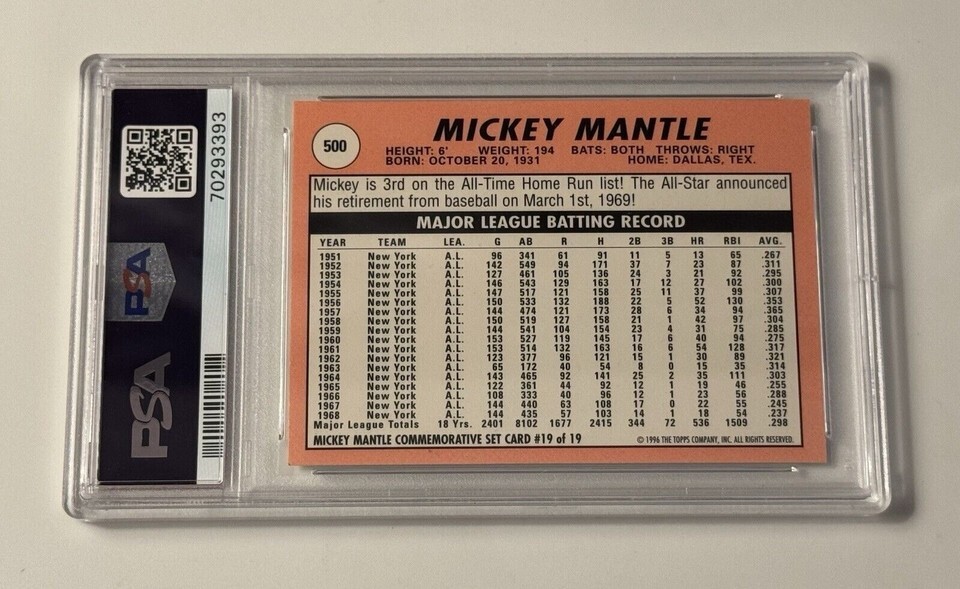 70293393
PSA
PSA
500
MICKEY MANTLE
HEIGHT: 6' WEIGHT: 194 BATS: BOTH THROWS: RIGHT
BORN: OCTOBER 20, 1931 HOME: DALLAS, TEX.
Mickey is 3rd on the All-Time Home Run list! The All-Star announced
his retirement from baseball on March 1st, 1969!
MAJOR LEAGUE BATTING RECORD
YEAR TEAM LEA. G AB R H 2B 3B HR RBI AVG.
1951 New York A.L. 96 341 61 91 11 5 13 65 .267
1952 New York A.L. 142 549 94 171 37 7 23 87 .311
1953 New York A.L. 127 461 105 136 24 3 21 92 .295
1954 New York A.L. 146 543 129 163 17 12 27 102 .300
1955 New York A.L. 147 517 121 158 25 11 37 99 .307
1956 New York A.L. 150 533 132 188 22 5 52 130 .353
1957 New York A.L. 144 474 121 173 28 6 34 94 .365
1958 New York A.L. 150 519 127 158 21 1 42 97 .304
1959 New York A.L. 144 541 104 154 23 4 31 75 .285
1960 New York A.L. 153 527 119 145 17 6 40 94 .275
1961 New York A.L. 153 514 132 163 16 6 54 128 .317
1962 New York A.L. 123 377 96 121 15 1 30 89 .321
1963 New York A.L. 65 172 40 54 8 0 15 35 .314
1964 New York A.L. 143 465 92 141 25 2 35 111 .303
1965 New York A.L. 122 361 44 92 12 1 19 46 .255
1966 New York A.L. 108 333 40 96 12 1 23 56 .288
1967 New York A.L. 144 440 63 108 17 0 22 55 .245
1968 New York A.L. 144 435 57 103 14 1 18 54 .237
Major League Totals 18 Yrs. 2401 8102 1677 2415 344 72 536 1509 .298
MICKEY MANTLE COMMEMORATIVE SET CARD #19 of 19 © 1996 THE TOPPS COMPANY, INC. ALL RIGHTS RESERVED.